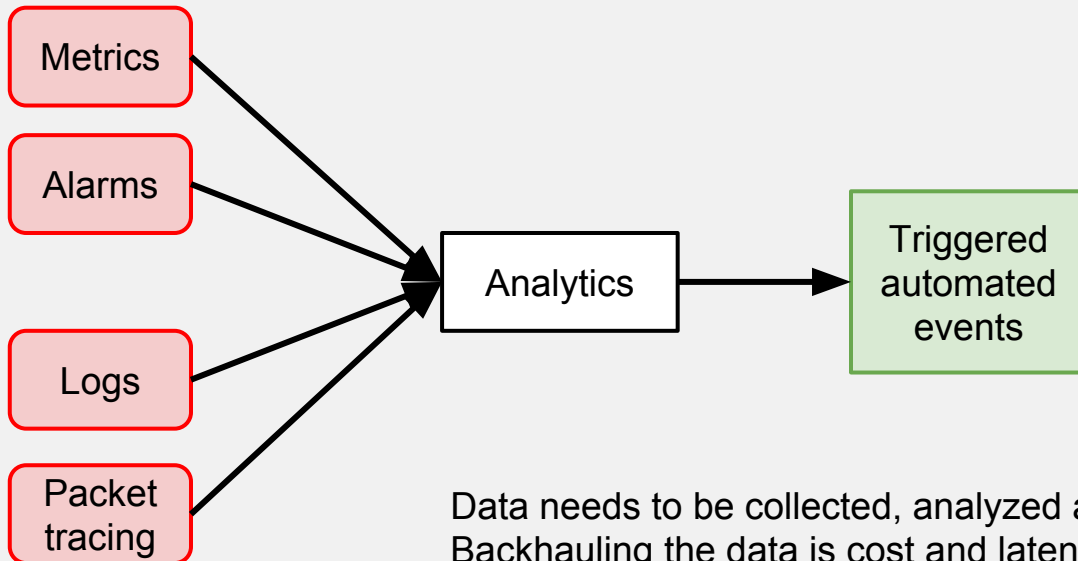 Metrics
Alarms
Analytics
Triggered
automated
events
Logs
Packet
tracing
Data needs to be collected, analyzed
Backhauling the data is cost and